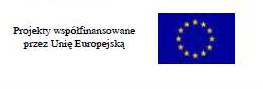 Projekty współfinansowane
przez Unię Europejską